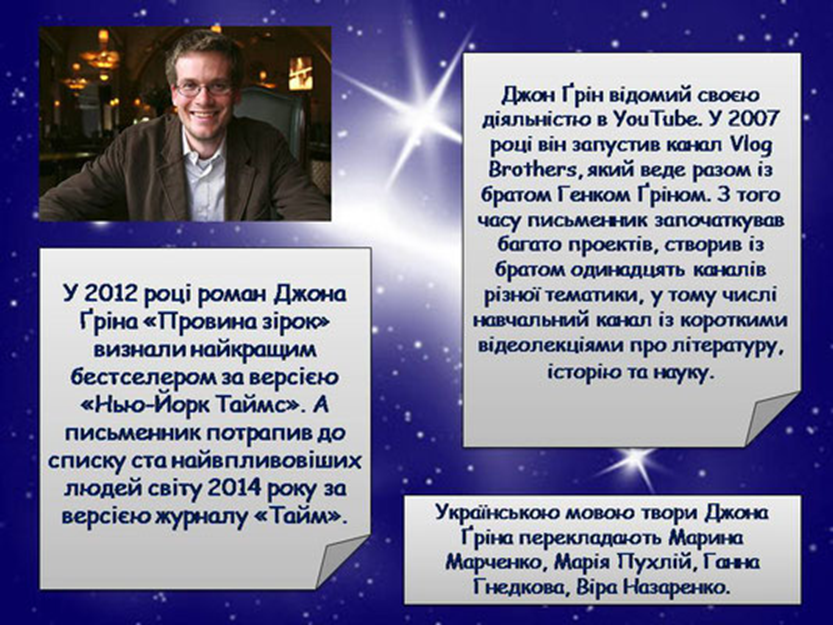 У 2012 році роман Джона
Ґріна «Провина зірок»
визнали найкращим
бестселером за версією
«Нью-Йорк Таймс». А
письменник потрапив до
списку ста найвпливовіших
людей світу 2014 року за
версією журналу «Тайм».
Джон Ґрін відомий своєю
діяльністю в YouTube. У 2007
році він запустив канал Vlog
Brothers, який веде разом із
братом Генком Ґріном. З того
часу письменник започаткував
багато проектів, створив із
братом одинадцять каналів
різної тематики, у тому числі
навчальний канал із короткими
відеолекціями про літературу,
історію та науку.
Українською мовою твори Джона
Ґріна перекладають Марина
Марченко, Марія Пухлій, Ганна
Гнедкова, Віра Назаренко.